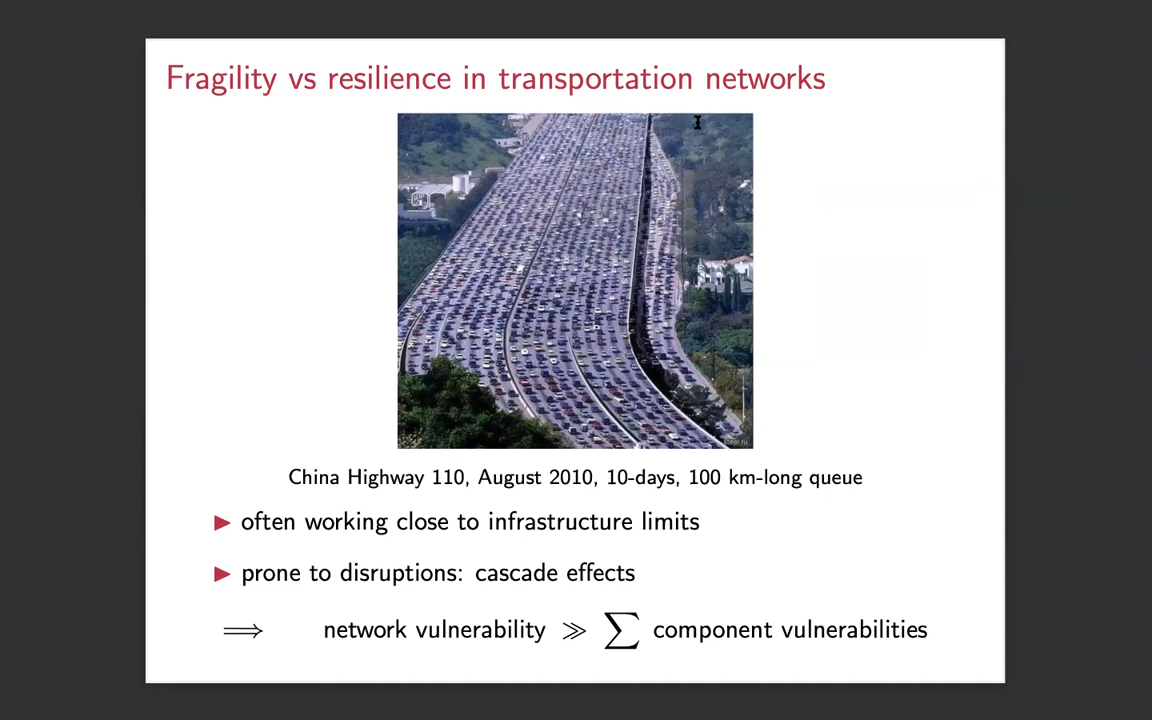 Fragility vs resilience in transportation networks
China Highway 110, August 2010, 10-days, 100 km-long queue
▶ often working close to infrastructure limits
▶ prone to disruptions: cascade effects
⟹ network vulnerability ≫ ∑ component vulnerabilities